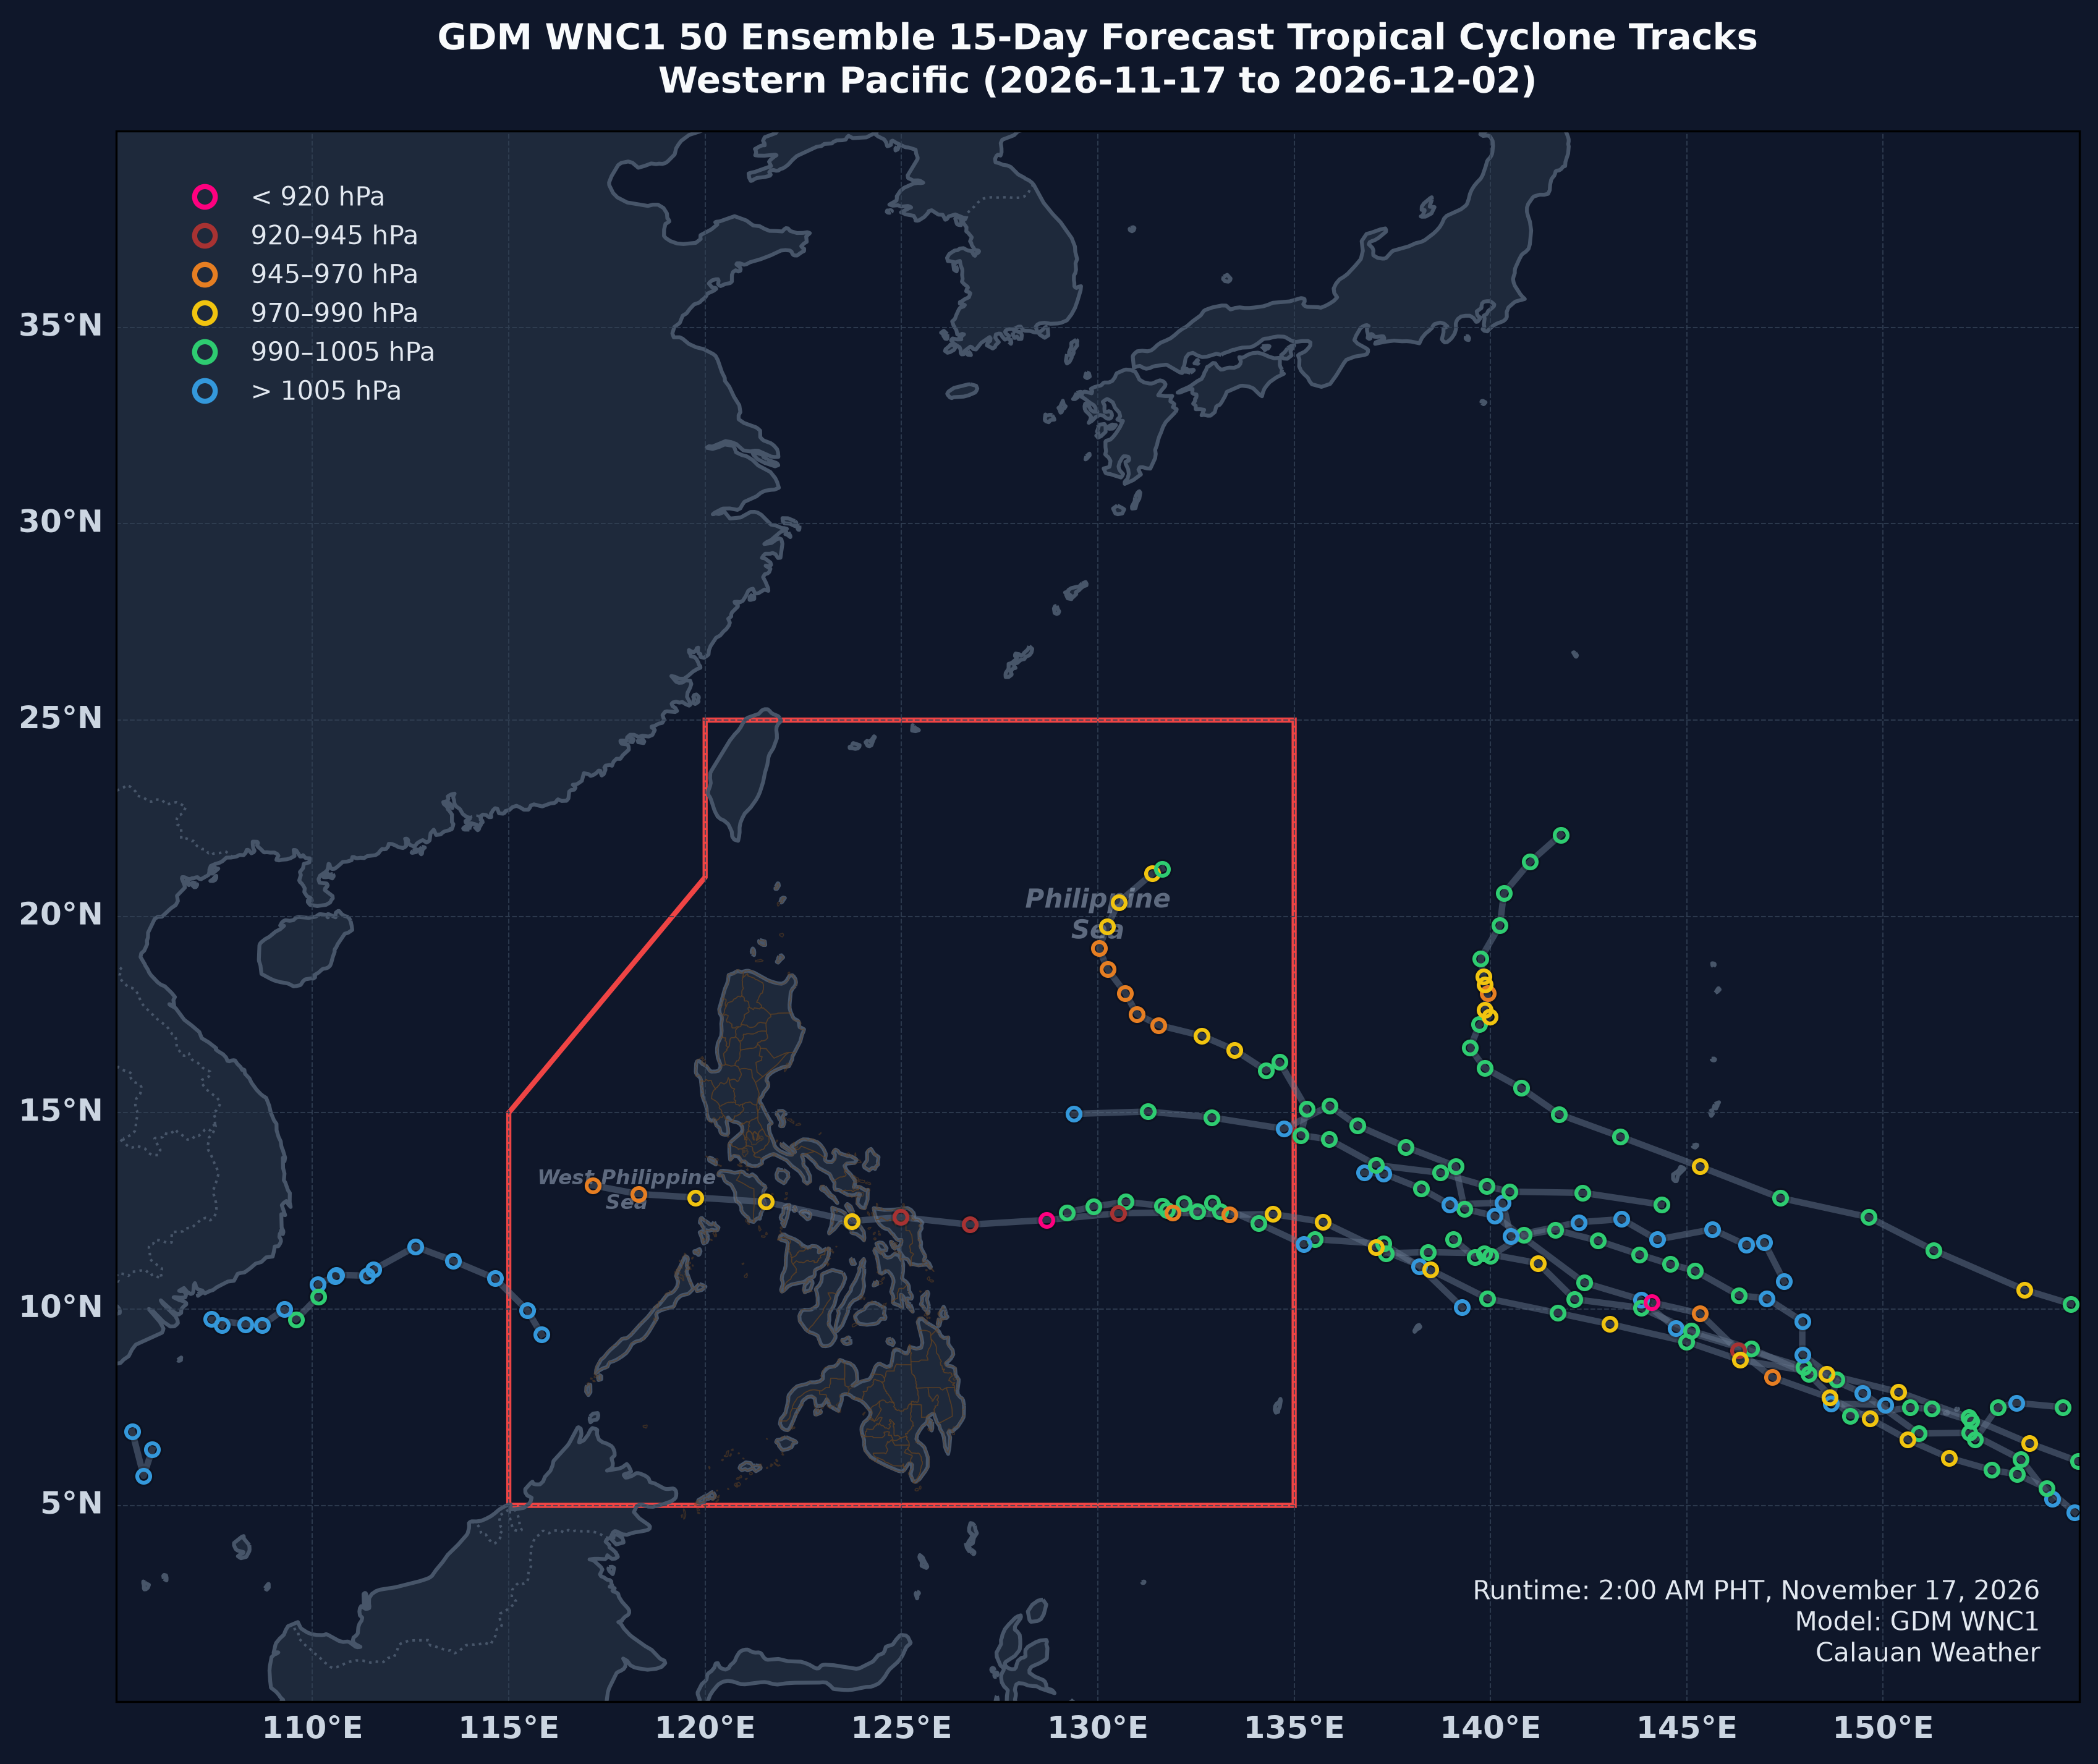 GDM WNC1 50 Ensemble 15-Day Forecast Tropical Cyclone Tracks
Western Pacific (2026-11-17 to 2026-12-02)
< 920 hPa
920–945 hPa
945–970 hPa
970–990 hPa
990–1005 hPa
> 1005 hPa
35°N
30°N
25°N
20°N
15°N
10°N
5°N
Philippine
Sea
West Philippine
Sea
Runtime: 2:00 AM PHT, November 17, 2026
Model: GDM WNC1
Calauan Weather
110°E
115°E
120°E
125°E
130°E
135°E
140°E
145°E
150°E